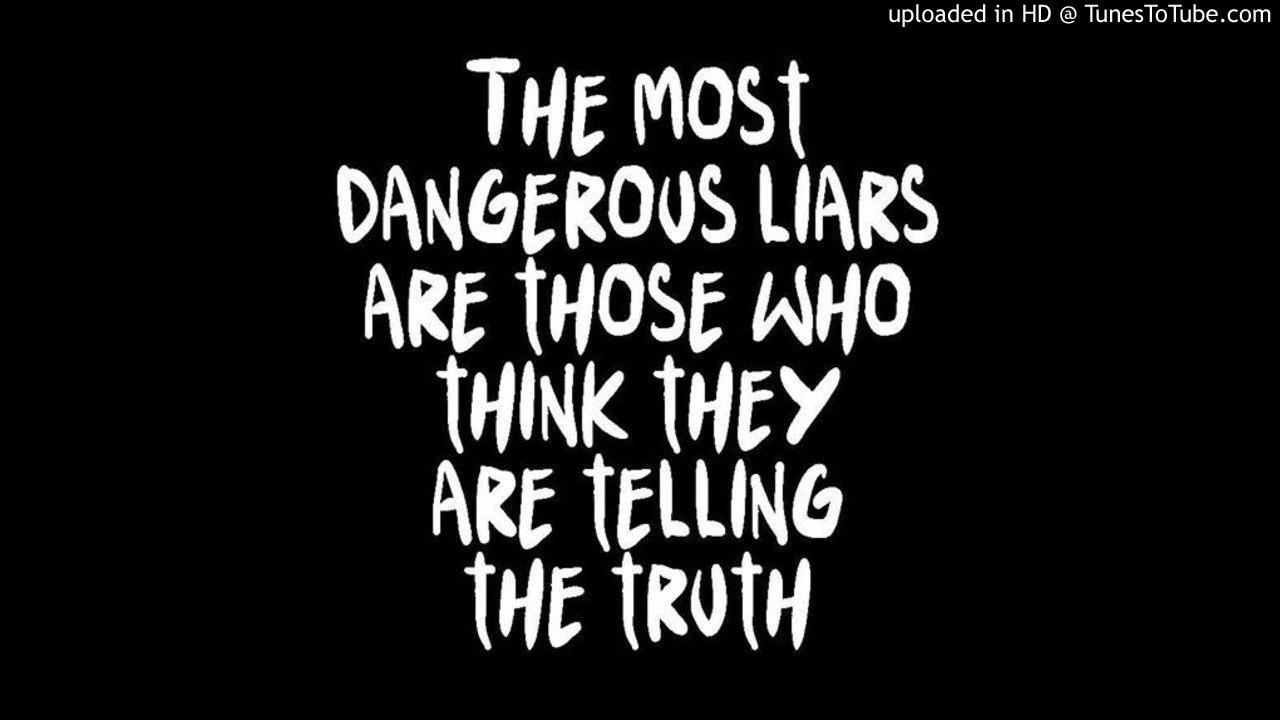 uploaded in HD @ TunesToTube.com
THE MOST
DANGEROUS LIARS
ARE THOSE WHO
THINK THEY
ARE TELLING
THE TRUTH